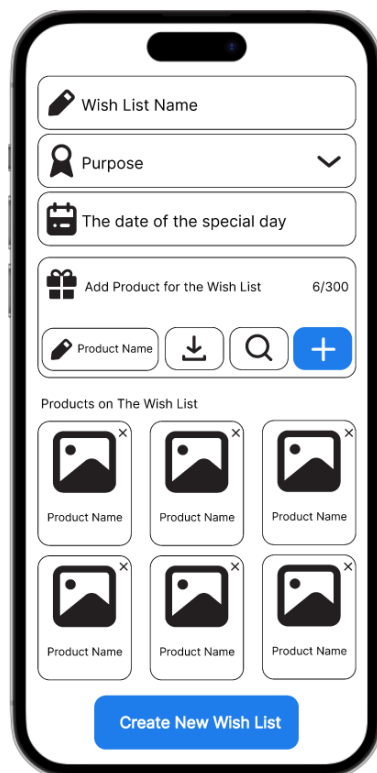 Wish List Name
Purpose
The date of the special day
Add Product for the Wish List 6/300
Product Name
Products on The Wish List
Product Name Product Name Product Name
Product Name Product Name Product Name
Create New Wish List